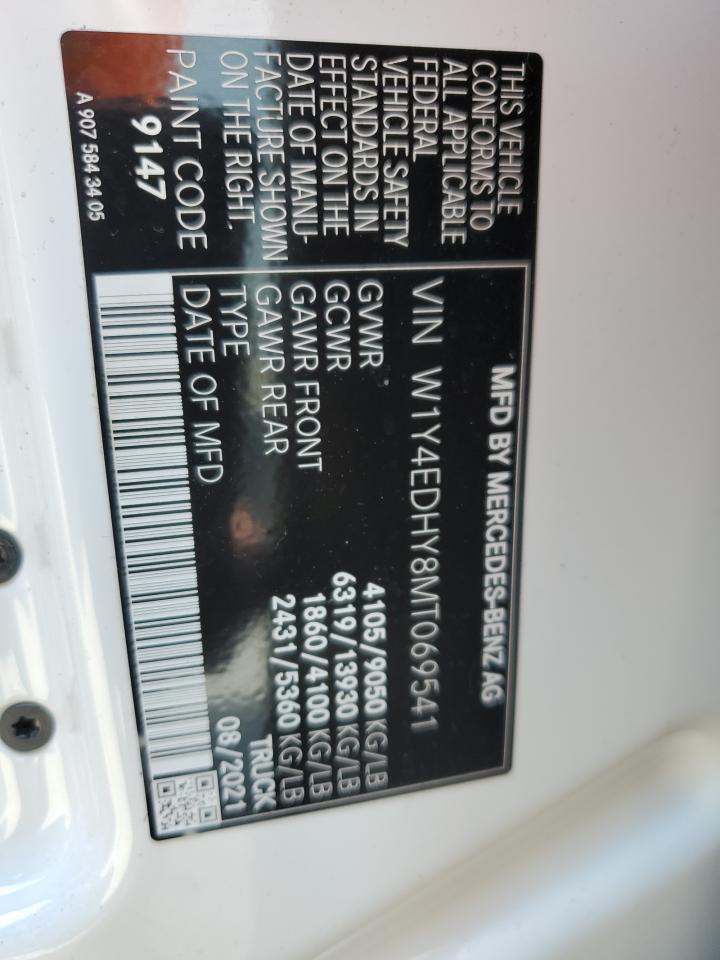 THIS VEHICLE
CONFORMS TO
ALL APPLICABLE
FEDERAL
VEHICLE SAFETY
STANDARDS IN
EFFECT ON THE
DATE OF MANU-
FACTURE SHOWN
ON THE RIGHT.
PAINT CODE
9147
A 907 584 34 05
MFD BY MERCEDES-BENZ AG
VIN W1Y4EDHY8MT069541
GVWR 4105/9050 KG/LB
GCWR 6319/13930 KG/LB
GAWR FRONT 1860/4100 KG/LB
GAWR REAR 2431/5360 KG/LB
TYPE TRUCK
DATE OF MFD 08/2021